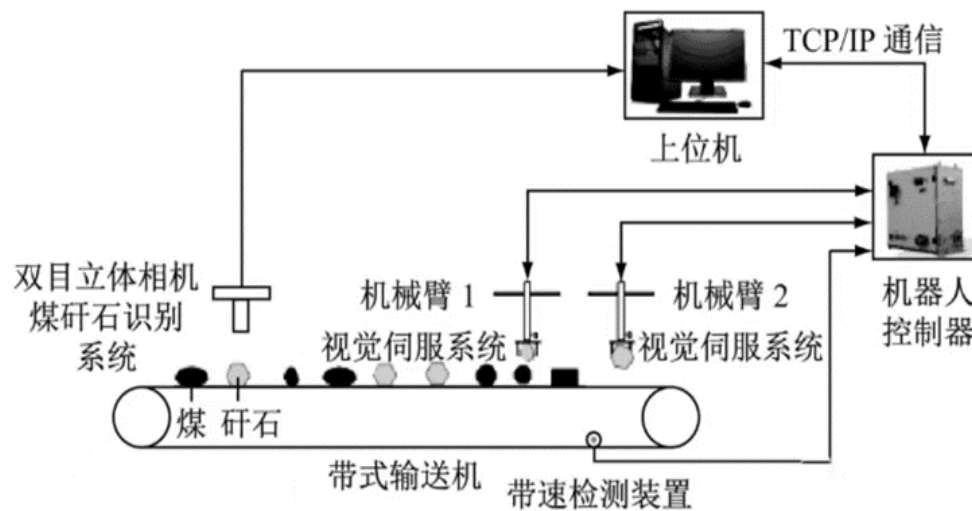 TCP/IP 通信
上位机
双目立体相机
煤矸石识别
系统
机械臂 1
视觉伺服系统
机械臂 2
视觉伺服系统
机器人
控制器
煤 矸石
带式输送机
带速检测装置